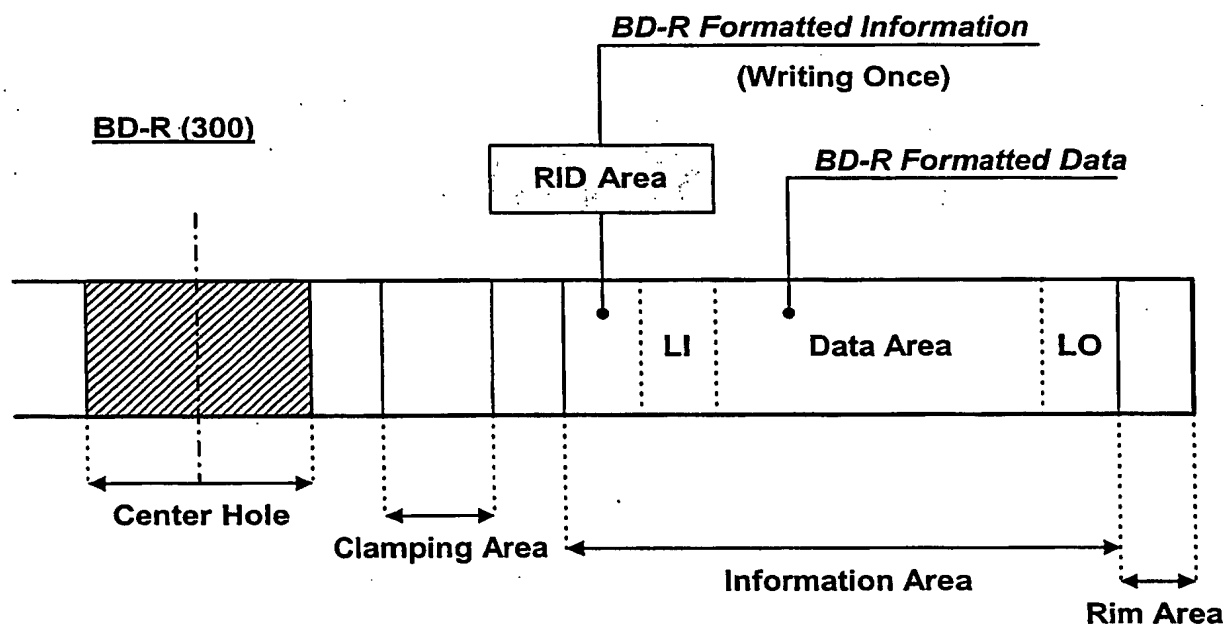 BD-R Formatted Information
(Writing Once)
BD-R (300)
BD-R Formatted Data
RID Area
LI
Data Area
LO
Center Hole
Clamping Area
Information Area
Rim Area